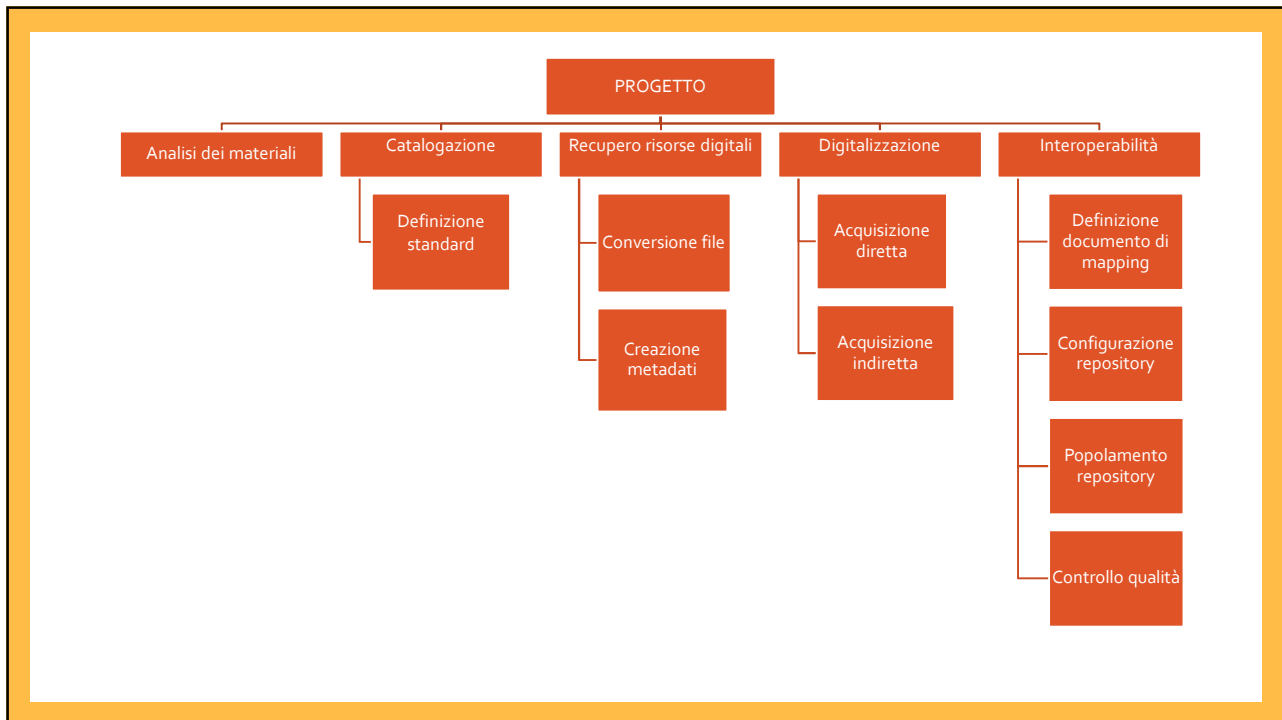 PROGETTO
Analisi dei materiali
Catalogazione
Definizione
standard
Recupero risorse digitali
Conversione file
Creazione
metadati
Digitalizzazione
Acquisizione
diretta
Acquisizione
indiretta
Interoperabilità
Definizione
documento di
mapping
Configurazione
repository
Popolamento
repository
Controllo qualità